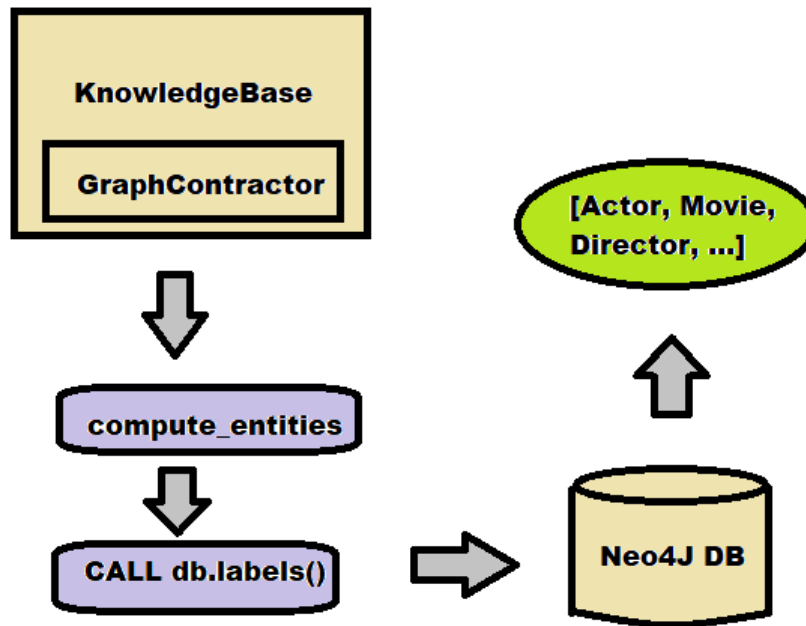 KnowledgeBase
GraphContractor
compute_entities
CALL db.labels()
Neo4J DB
[Actor, Movie,
Director, ...]